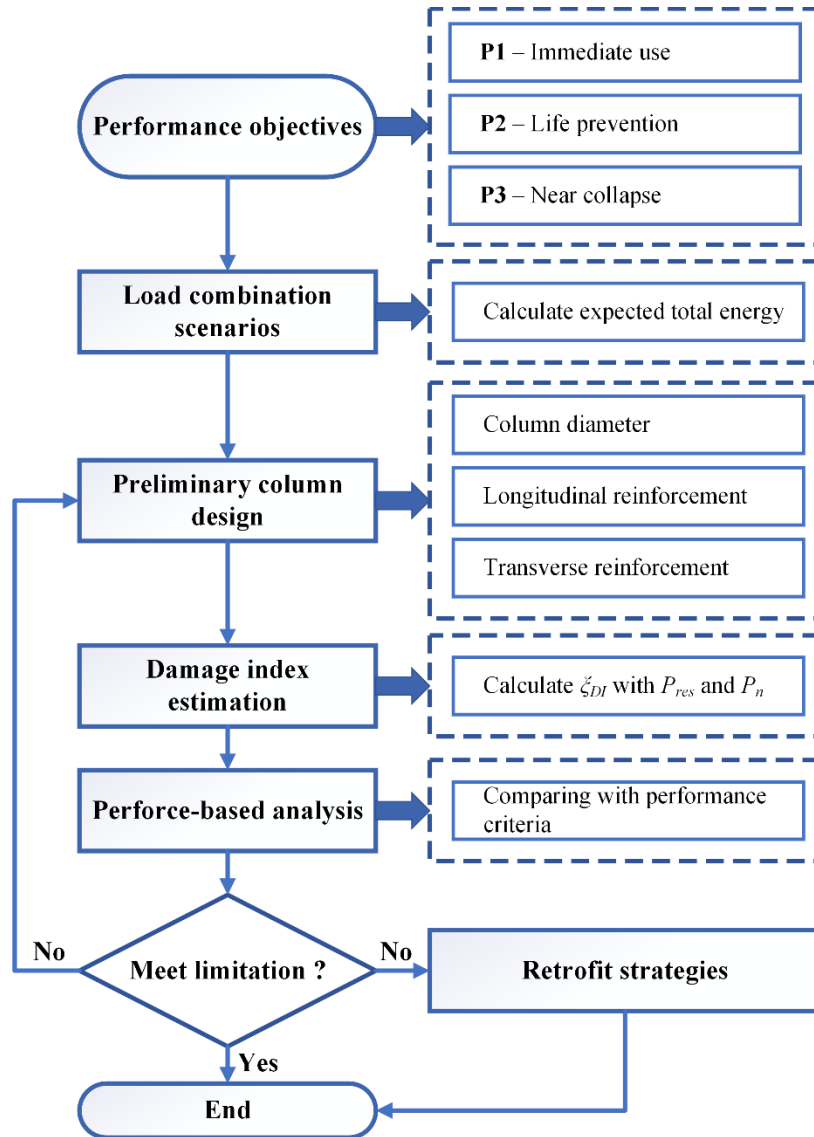 Performance objectives
P1 – Immediate use
P2 – Life prevention
P3 – Near collapse
Load combination
scenarios
Calculate expected total energy
Preliminary column
design
Column diameter
Longitudinal reinforcement
Transverse reinforcement
Damage index
estimation
Calculate ξDI with Pres and Pn
Perforce-based analysis
Comparing with performance
criteria
No
Meet limitation ?
No
Retrofit strategies
Yes
End